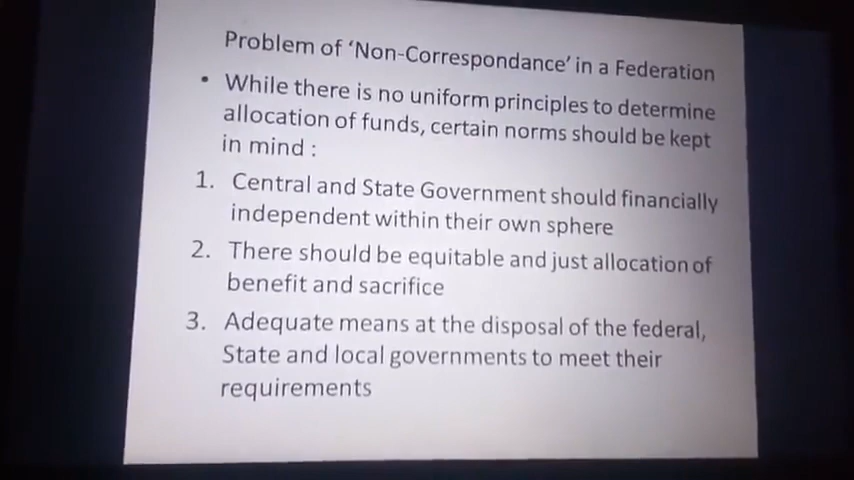 Problem of 'Non-Correspondance' in a Federation
• While there is no uniform principles to determine
allocation of funds, certain norms should be kept
in mind :
1. Central and State Government should financially
independent within their own sphere
2. There should be equitable and just allocation of
benefit and sacrifice
3. Adequate means at the disposal of the federal,
State and local governments to meet their
requirements